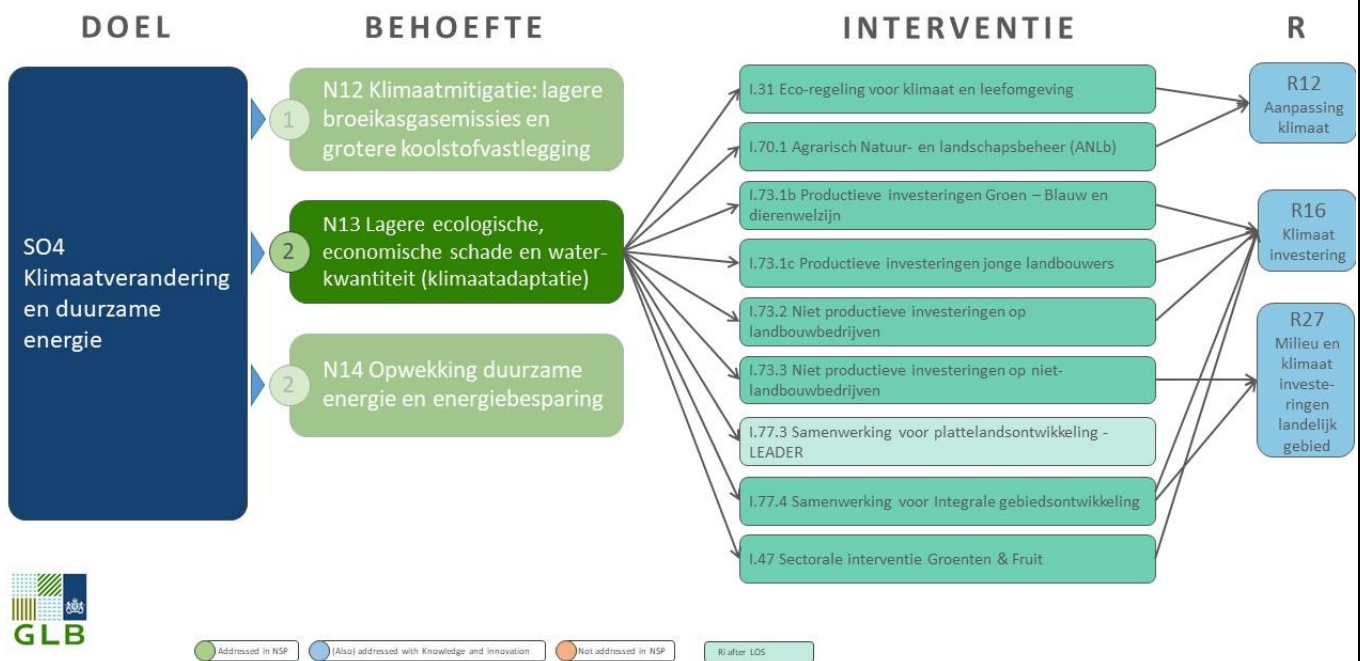 DOEL
BEHOEFTE
INTERVENTIE
R
SO4
Klimaatverandering
en duurzame
energie
1
N12 Klimaatmitigatie: lagere
broeikasgasemissies en
grotere koolstofvastlegging
2
N13 Lagere ecologische,
economische schade en water-
kwantiteit (klimaatadaptatie)
2
N14 Opwekking duurzame
energie en energiebesparing
I.31 Eco-regeling voor klimaat en leefomgeving
I.70.1 Agrarisch Natuur- en landschapsbeheer (ANLb)
I.73.1b Productieve investeringen Groen – Blauw en
dierenwelzijn
I.73.1c Productieve investeringen jonge landbouwers
I.73.2 Niet productieve investeringen op
landbouwbedrijven
I.73.3 Niet productieve investeringen op niet-
landbouwbedrijven
I.77.3 Samenwerking voor plattelandsontwikkeling -
LEADER
I.77.4 Samenwerking voor Integrale gebiedsontwikkeling
I.47 Sectorale interventie Groenten & Fruit
R12
Aanpassing
klimaat
R16
Klimaat
investering
R27
Milieu en
klimaat
investe-
ringen
landelijk
gebied
GLB
Addressed in NSP
(Also) addressed with Knowledge and innovation
Not addressed in NSP
Ri after LOS